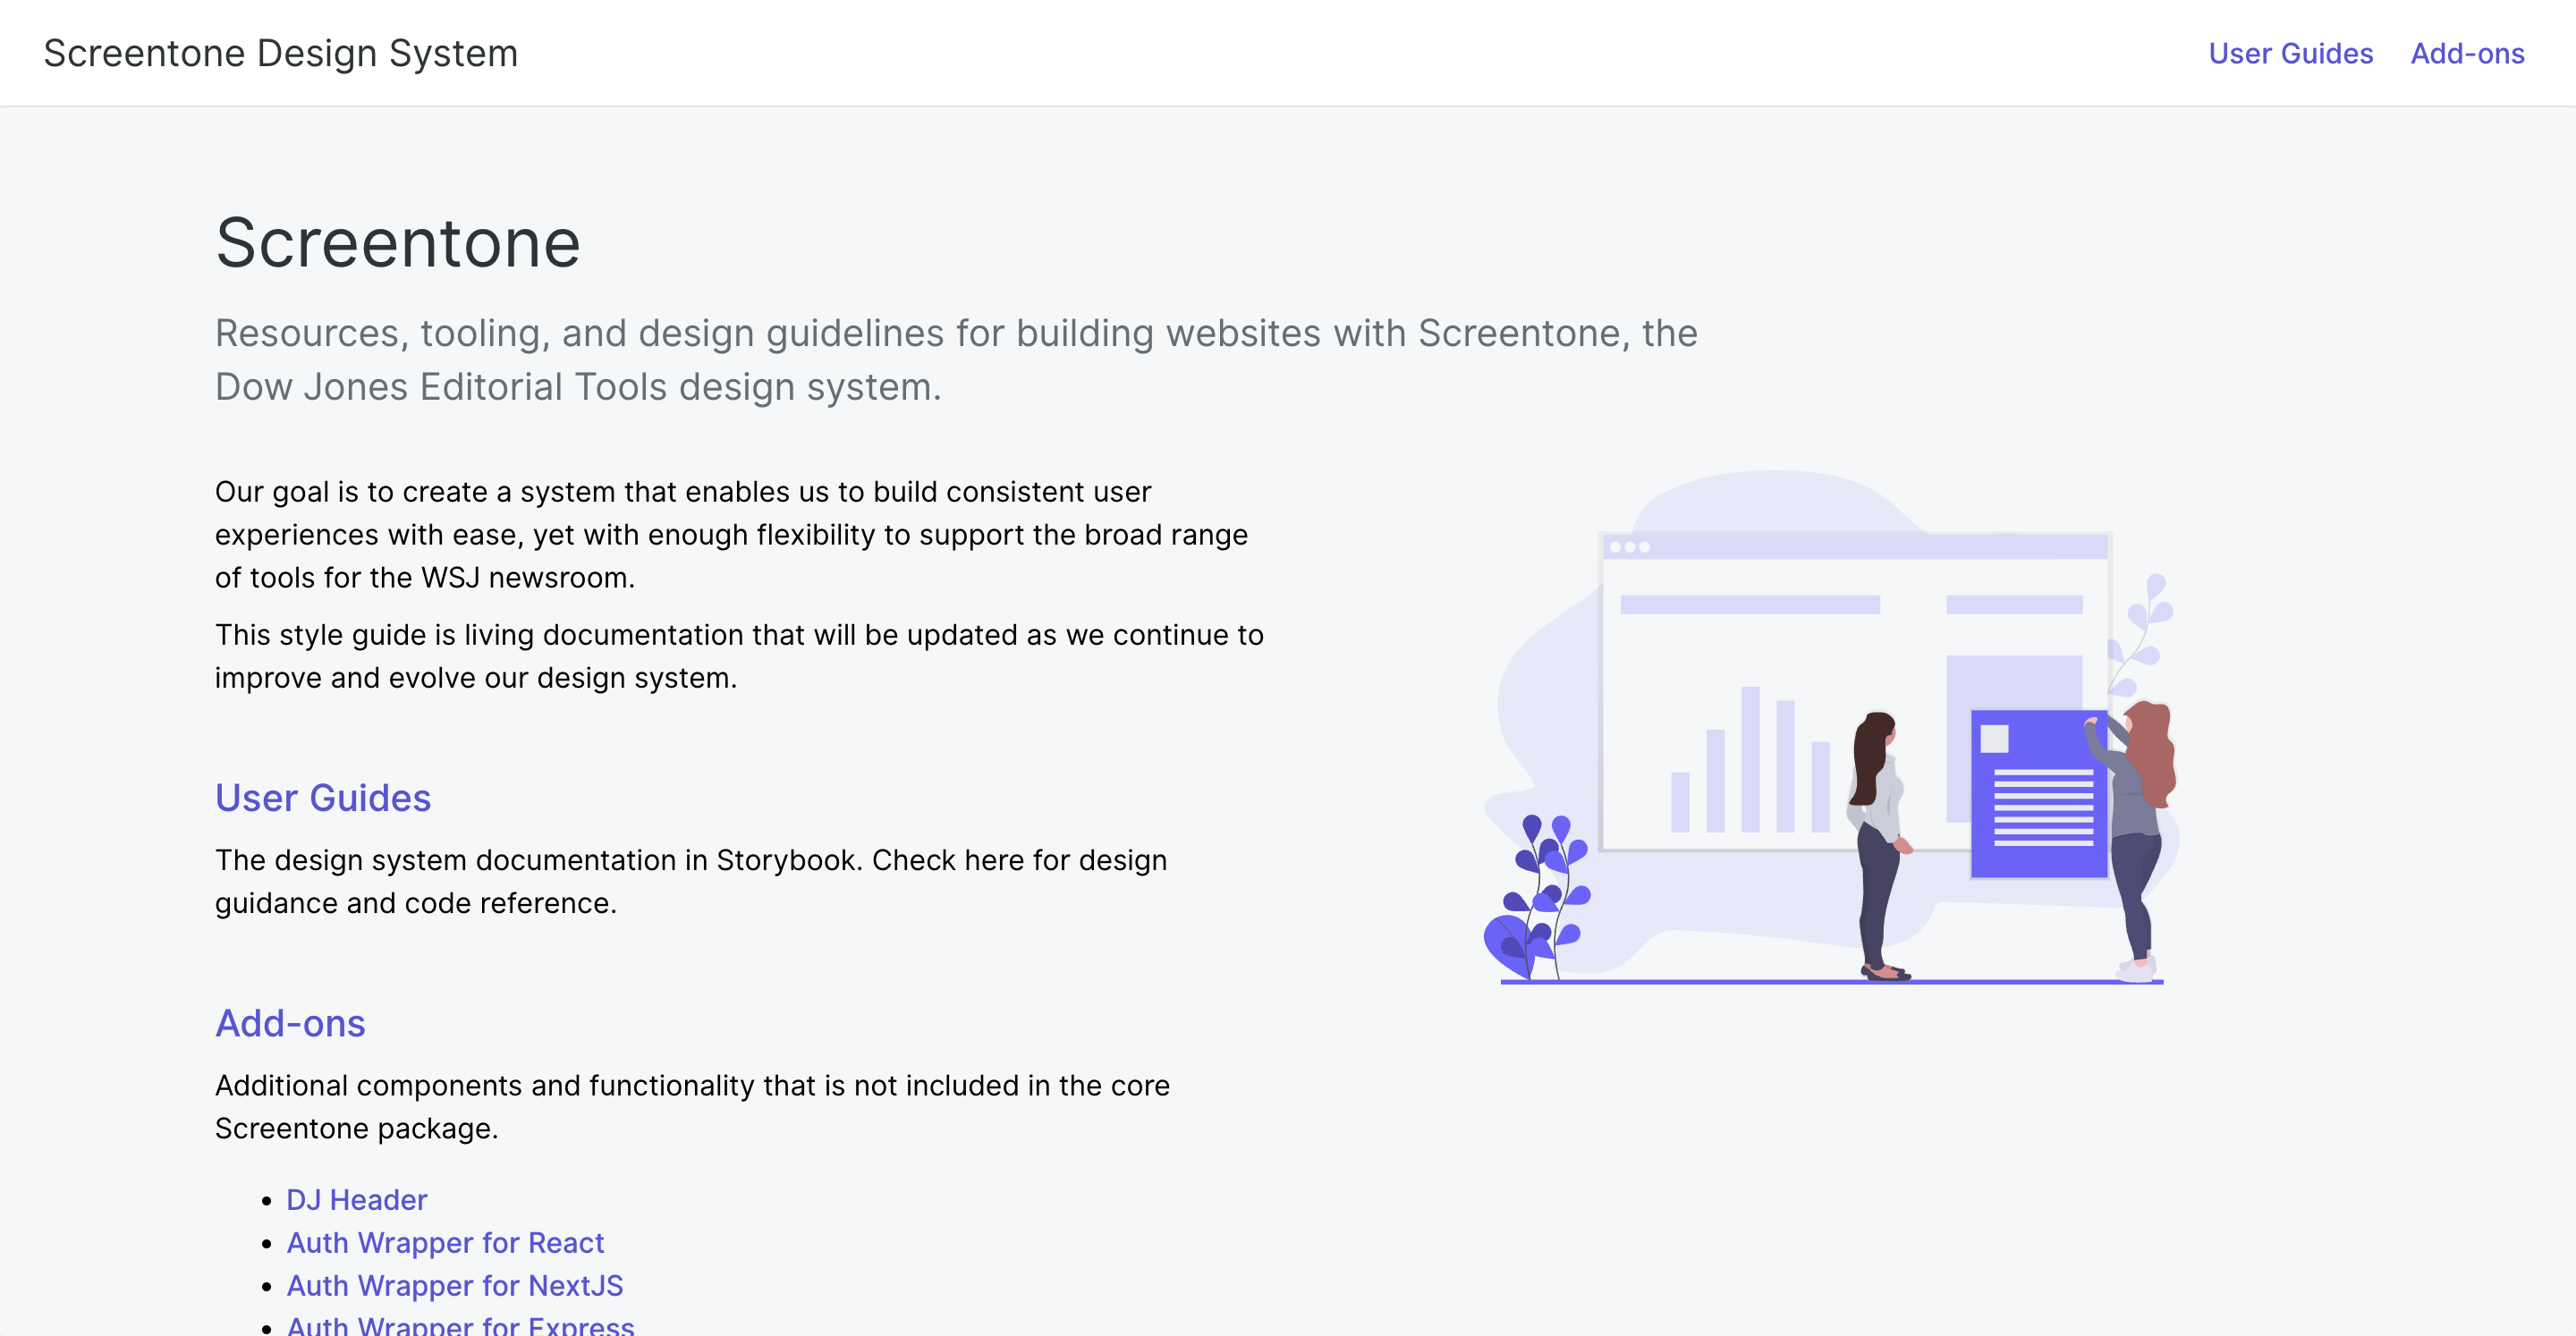 Screentone Design System
User Guides Add-ons
Screentone
Resources, tooling, and design guidelines for building websites with Screentone, the
Dow Jones Editorial Tools design system.
Our goal is to create a system that enables us to build consistent user
experiences with ease, yet with enough flexibility to support the broad range
of tools for the WSJ newsroom.
This style guide is living documentation that will be updated as we continue to
improve and evolve our design system.
User Guides
The design system documentation in Storybook. Check here for design
guidance and code reference.
Add-ons
Additional components and functionality that is not included in the core
Screentone package.
• DJ Header
• Auth Wrapper for React
• Auth Wrapper for NextJS
• Auth Wrapper for Express